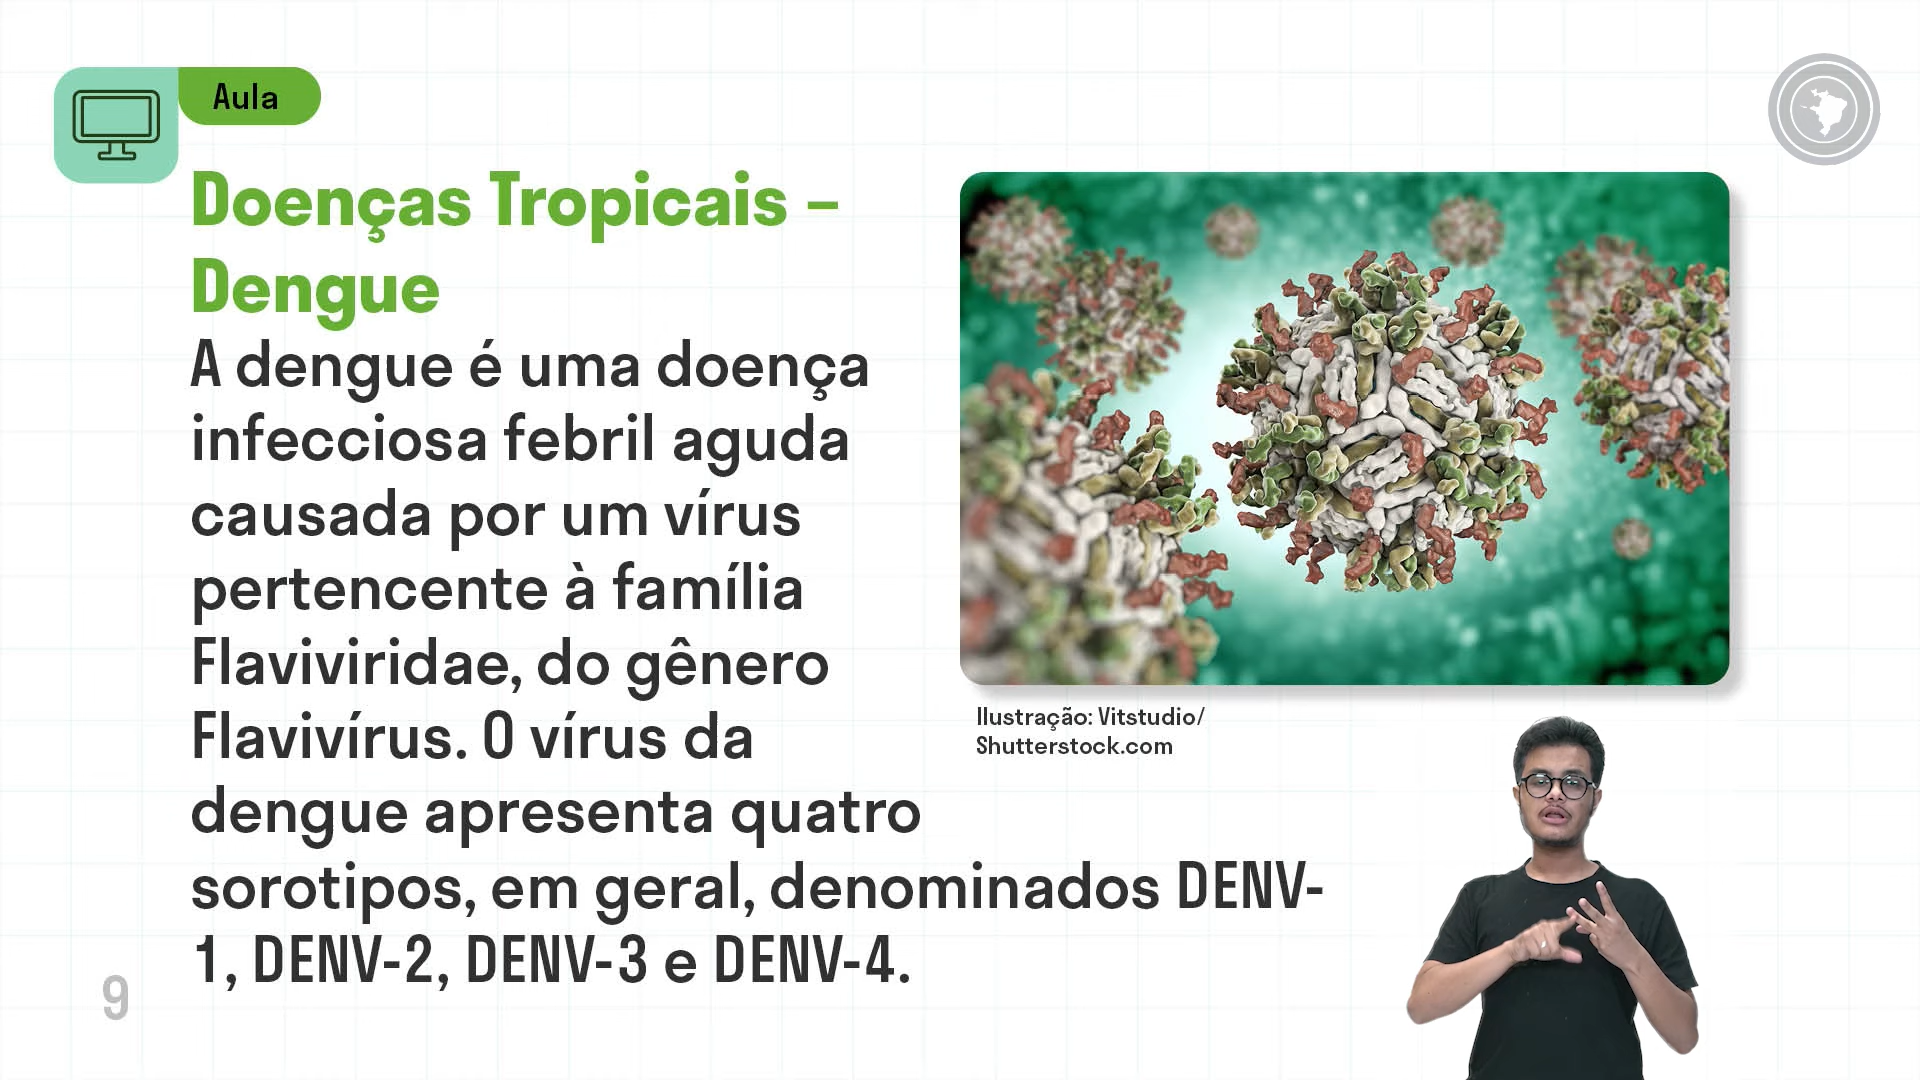 Aula
Doenças Tropicais –
Dengue
A dengue é uma doença
infecciosa febril aguda
causada por um vírus
pertencente à família
Flaviviridae, do gênero
Flavivírus. O vírus da
dengue apresenta quatro
sorotipos, em geral, denominados DENV-
1, DENV-2, DENV-3 e DENV-4.
Ilustração: Vitstudio/
Shutterstock.com
9